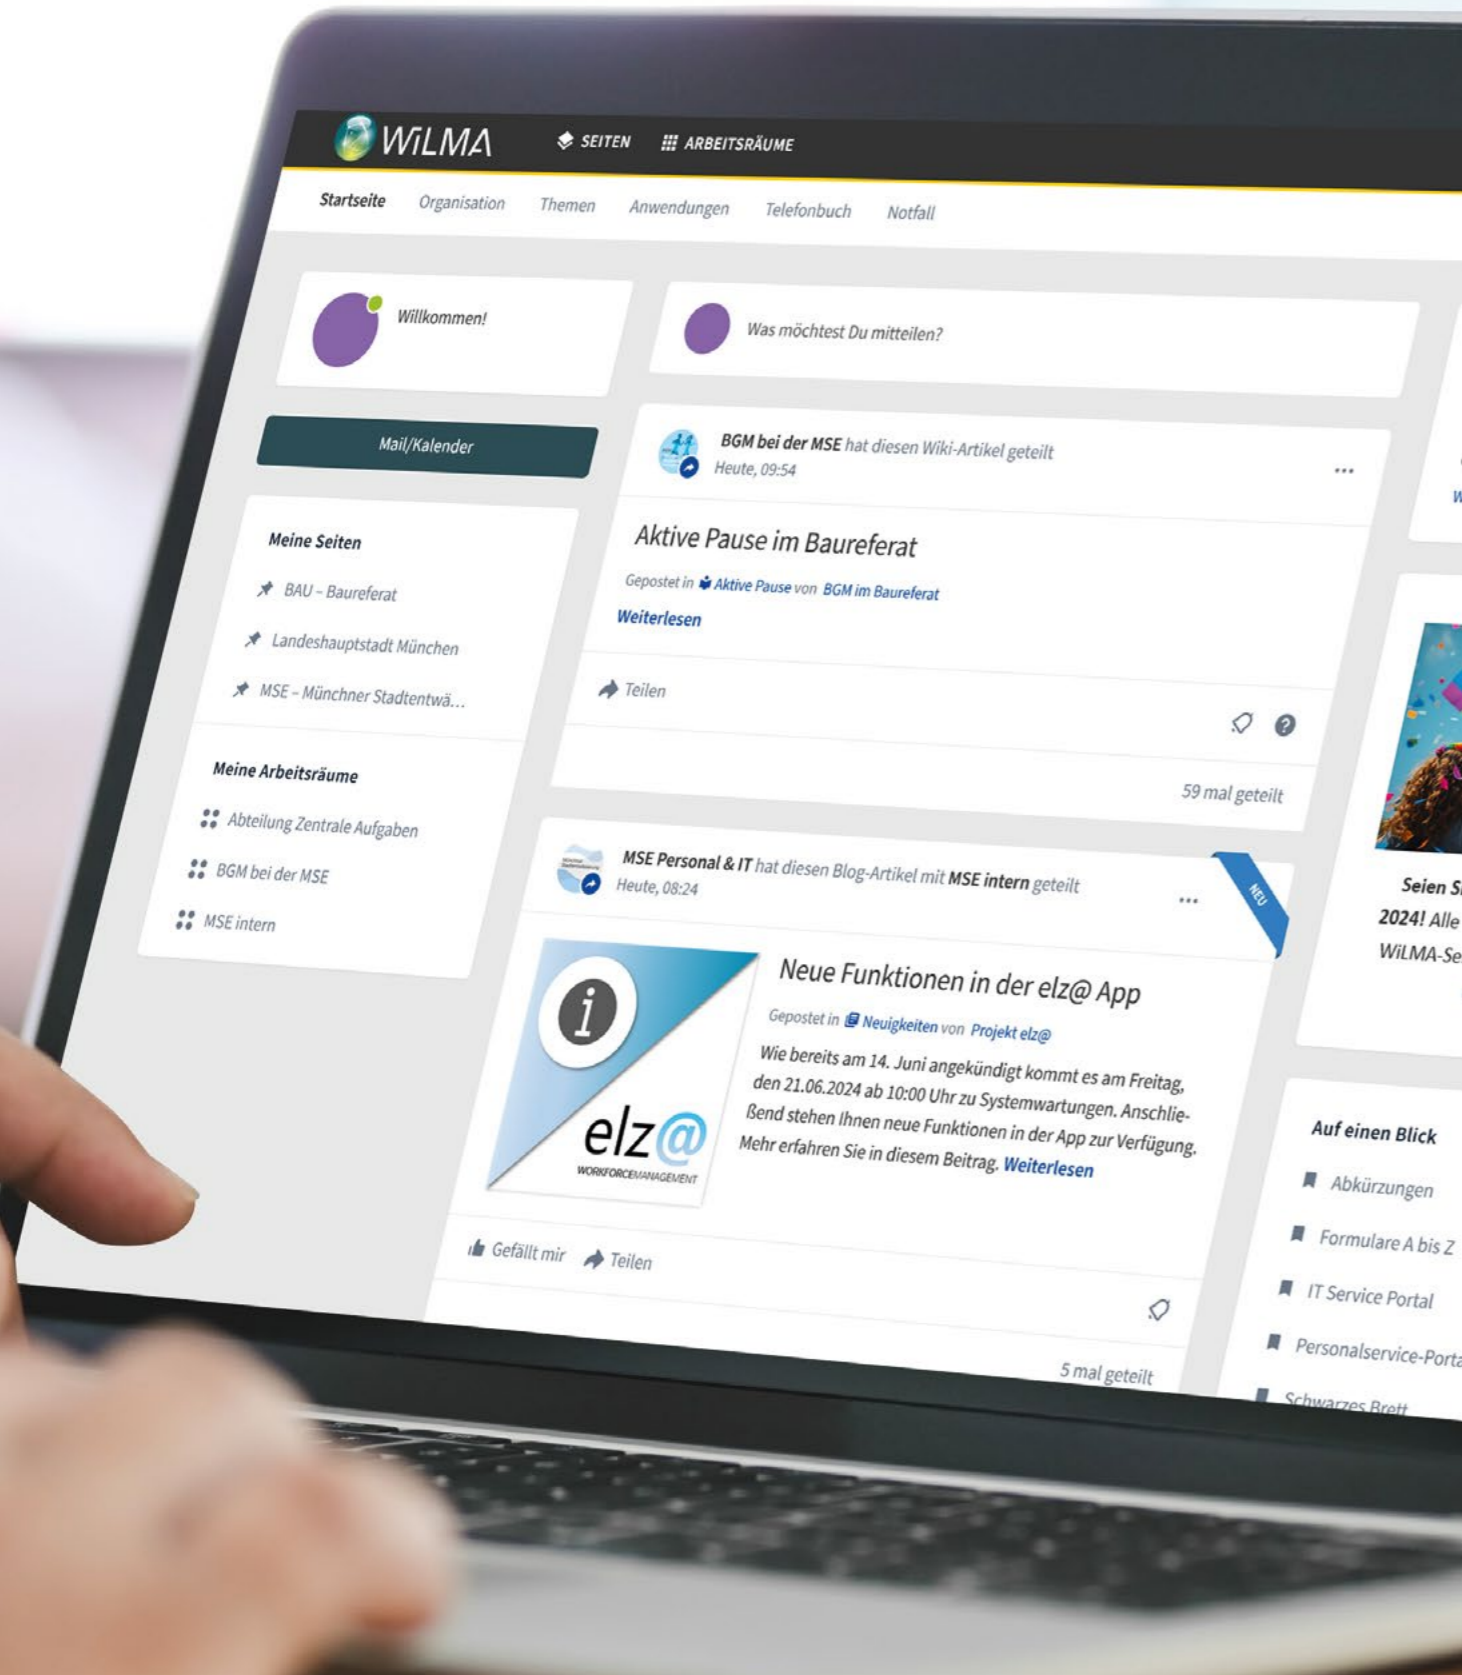 WiLMA
SEITEN
ARBEITSRÄUME
Startseite
Organisation
Themen
Anwendungen
Telefonbuch
Notfall
Willkommen!
Mail/Kalender
Meine Seiten
BAU – Baureferat
Landeshauptstadt München
MSE – Münchner Stadtentwä...
Meine Arbeitsräume
Abteilung Zentrale Aufgaben
BGM bei der MSE
MSE intern
Was möchtest Du mitteilen?
BGM bei der MSE hat diesen Wiki-Artikel geteilt
Heute, 09:54
Aktive Pause im Baureferat
Gepostet in Aktive Pause von BGM im Baureferat
Weiterlesen
Teilen
59 mal geteilt
MSE Personal & IT hat diesen Blog-Artikel mit MSE intern geteilt
Heute, 08:24
NEU
i
elz@
WORKFORCEMANAGEMENT
Neue Funktionen in der elz@ App
Gepostet in Neuigkeiten von Projekt elz@
Wie bereits am 14. Juni angekündigt kommt es am Freitag,
den 21.06.2024 ab 10:00 Uhr zu Systemwartungen. Anschlie-
ßend stehen Ihnen neue Funktionen in der App zur Verfügung.
Mehr erfahren Sie in diesem Beitrag. Weiterlesen
Gefällt mir
Teilen
5 mal geteilt
Seien
2024! Alle
WiLMA-Se
Auf einen Blick
Abkürzungen
Formulare A bis Z
IT Service Portal
Personalservice-Porta
Schwarzes Brett